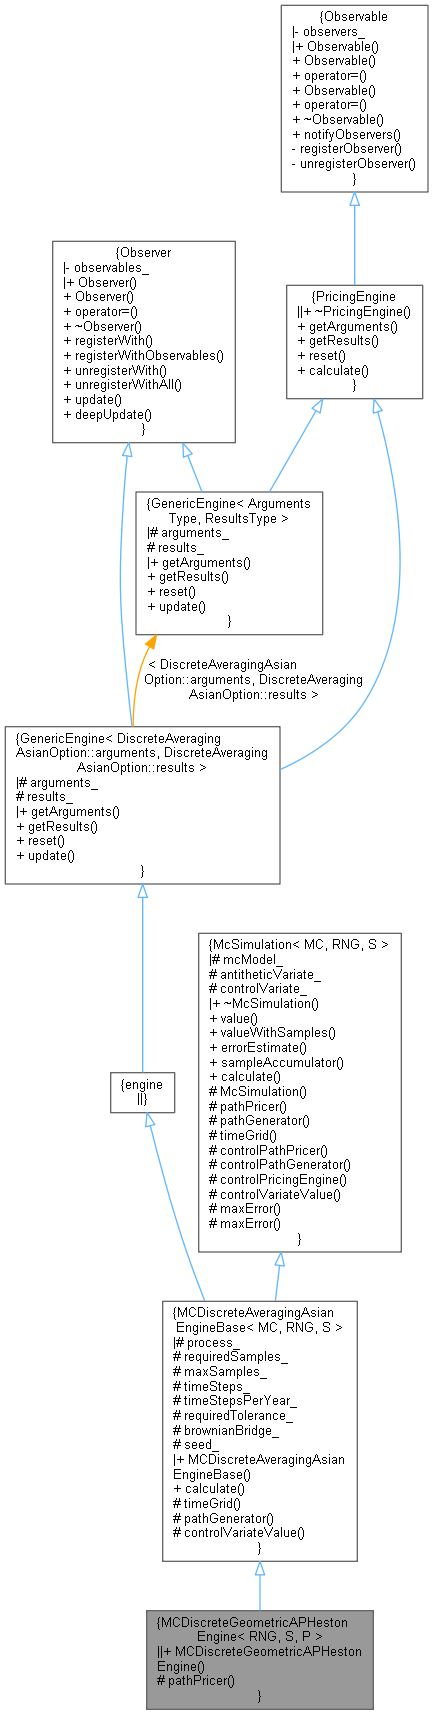 {Observable
|- observers_
|+ Observable()
+ Observable()
+ operator=()
+ Observable()
+ operator=()
+ ~Observable()
+ notifyObservers()
- registerObserver()
- unregisterObserver()
}
{Observer
|- observables_
|+ Observer()
+ Observer()
+ operator=()
+ ~Observer()
+ registerWith()
+ registerWithObservables()
+ unregisterWith()
+ unregisterWithAll()
+ update()
+ deepUpdate()
}
{PricingEngine
||+ ~PricingEngine()
+ getArguments()
+ getResults()
+ reset()
+ calculate()
}
{GenericEngine< Arguments
Type, ResultsType >
|# arguments_
# results_
|+ getArguments()
+ getResults()
+ reset()
+ update()
}
< DiscreteAveragingAsian
Option::arguments, DiscreteAveraging
AsianOption::results >
{GenericEngine< DiscreteAveraging
AsianOption::arguments, DiscreteAveraging
AsianOption::results >
|# arguments_
# results_
|+ getArguments()
+ getResults()
+ reset()
+ update()
}
{McSimulation< MC, RNG, S >
|# mcModel_
# antitheticVariate_
# controlVariate_
|+ ~McSimulation()
+ value()
+ valueWithSamples()
+ errorEstimate()
+ sampleAccumulator()
+ calculate()
# McSimulation()
# pathPricer()
# pathGenerator()
# timeGrid()
# controlPathPricer()
# controlPathGenerator()
# controlPricingEngine()
# controlVariateValue()
# maxError()
# maxError()
}
{engine
||}
{MCDiscreteAveragingAsian
EngineBase< MC, RNG, S >
|# process_
# requiredSamples_
# maxSamples_
# timeSteps_
# timeStepsPerYear_
# requiredTolerance_
# brownianBridge_
# seed_
|+ MCDiscreteAveragingAsian
EngineBase()
+ calculate()
# timeGrid()
# pathGenerator()
# controlVariateValue()
}
{MCDiscreteGeometricAPHeston
Engine< RNG, S, P >
||+ MCDiscreteGeometricAPHeston
Engine()
# pathPricer()
}